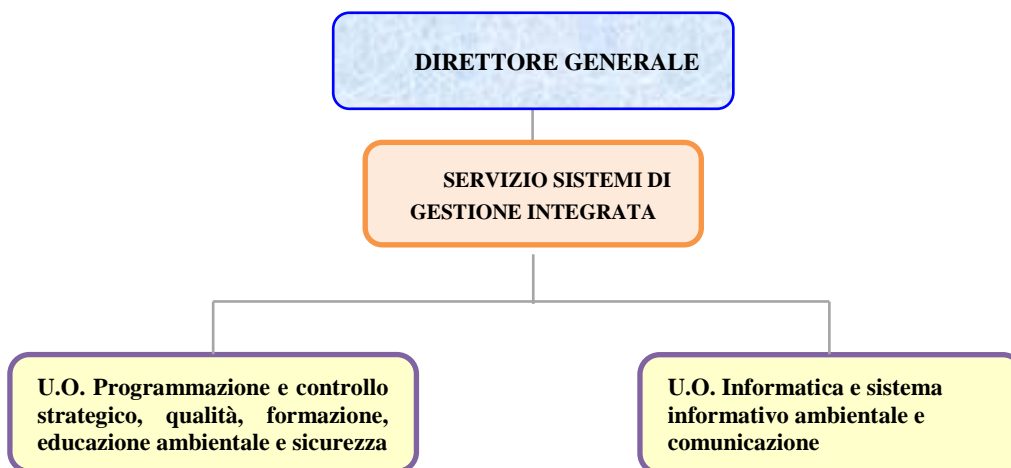 DIRETTORE GENERALE
SERVIZIO SISTEMI DI
GESTIONE INTEGRATA
U.O. Programmazione e controllo
strategico, qualità, formazione,
educazione ambientale e sicurezza
U.O. Informatica e sistema
informativo ambientale e
comunicazione